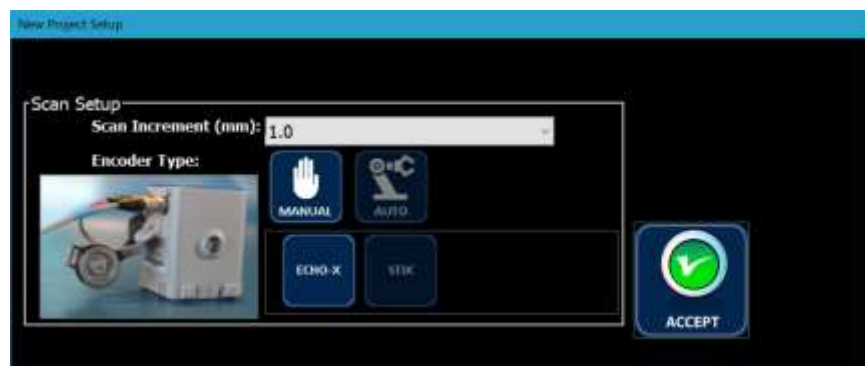 New Project Setup
Scan Setup
Scan Increment (mm): 1.0
Encoder Type:
MANUAL AUTO
ECHO-X STIX
ACCEPT